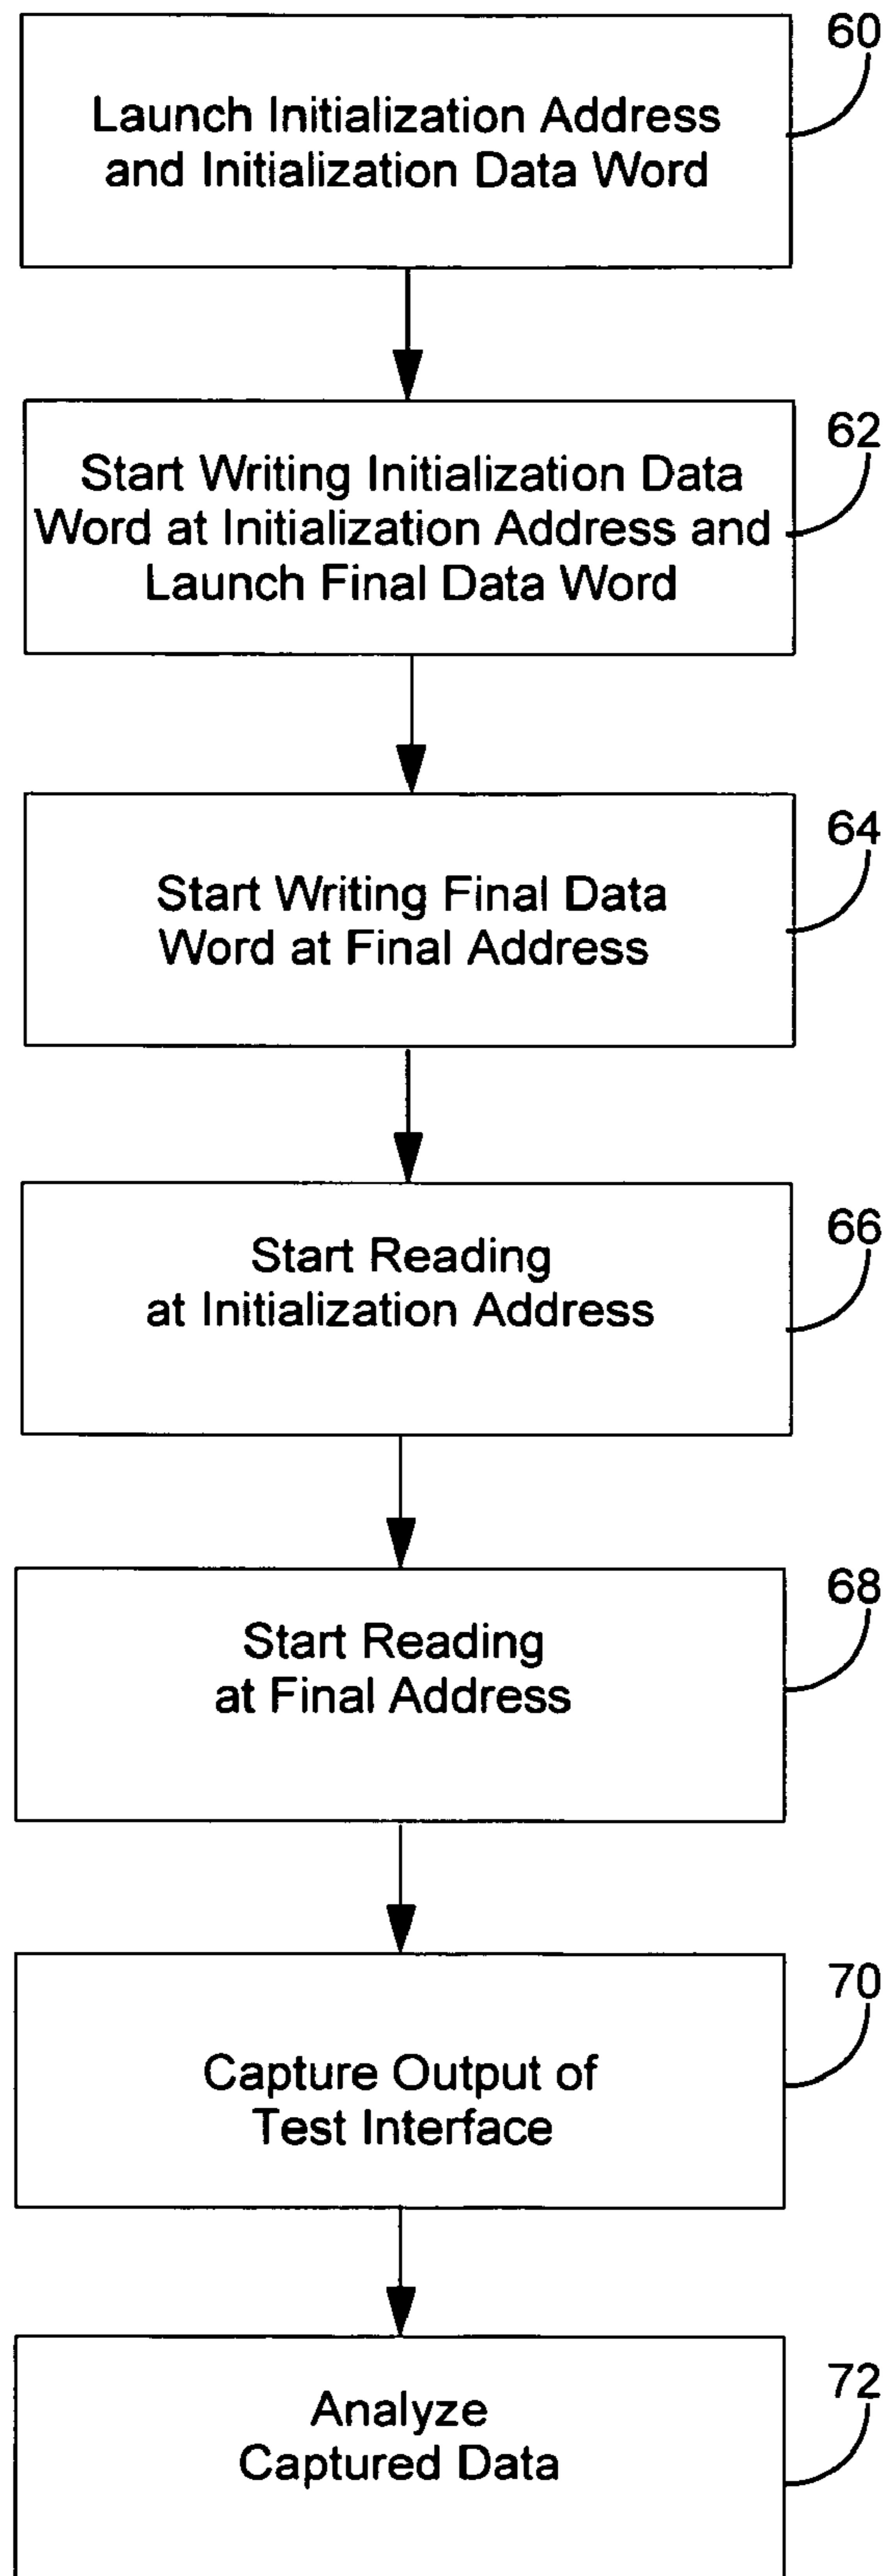 60
Launch Initialization Address
and Initialization Data Word
62
Start Writing Initialization Data
Word at Initialization Address and
Launch Final Data Word
64
Start Writing Final Data
Word at Final Address
66
Start Reading
at Initialization Address
68
Start Reading
at Final Address
70
Capture Output of
Test Interface
72
Analyze
Captured Data